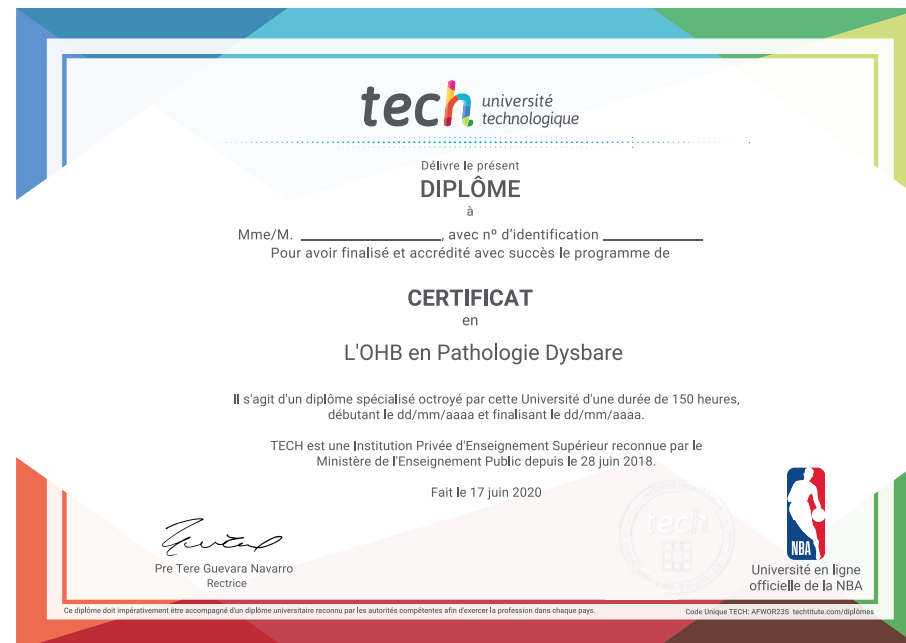 tech université
technologique
Délivre le présent
DIPLÔME
à
Mme/M. ____________________, avec nº d'identification ______________
Pour avoir finalisé et accrédité avec succès le programme de
CERTIFICAT
en
L'OHB en Pathologie Dysbare
Il s'agit d'un diplôme spécialisé octroyé par cette Université d'une durée de 150 heures,
débutant le dd/mm/aaaa et finalisant le dd/mm/aaaa.
TECH est une Institution Privée d'Enseignement Supérieur reconnue par le
Ministère de l'Enseignement Public depuis le 28 juin 2018.
Fait le 17 juin 2020
tech
NBA
Pre Tere Guevara Navarro
Rectrice
Université en ligne
officielle de la NBA
Ce diplôme doit impérativement être accompagné d'un diplôme universitaire reconnu par les autorités compétentes afin d'exercer la profession dans chaque pays.
Code Unique TECH: AFWOR23S techtitute.com/diplômes